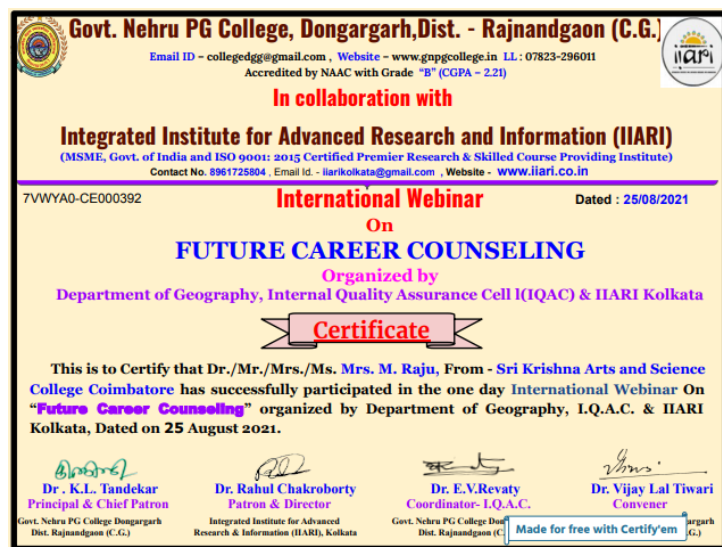 Govt. Nehru PG College, Dongargarh,Dist. - Rajnandgaon (C.G.)
Email ID – collegedgg@gmail.com , Website – www.gnpgcollege.in LL : 07823-296011
Accredited by NAAC with Grade “B” (CGPA – 2.21)
iiari
In collaboration with
Integrated Institute for Advanced Research and Information (IIARI)
(MSME, Govt. of India and ISO 9001: 2015 Certified Premier Research & Skilled Course Providing Institute)
Contact No. 8961725804 , Email Id. - iiarikolkata@gmail.com , Website - www.iiari.co.in
7VWYA0-CE000392
International Webinar
Dated : 25/08/2021
On
FUTURE CAREER COUNSELING
Organized by
Department of Geography, Internal Quality Assurance Cell l(IQAC) & IIARI Kolkata
Certificate
This is to Certify that Dr./Mr./Mrs./Ms. Mrs. M. Raju, From - Sri Krishna Arts and Science
College Coimbatore has successfully participated in the one day International Webinar On
“Future Career Counseling” organized by Department of Geography, I.Q.A.C. & IIARI
Kolkata, Dated on 25 August 2021.
Dr . K.L. Tandekar
Principal & Chief Patron
Govt. Nehru PG College Dongargarh
Dist. Rajnandgaon (C.G.)
Dr. Rahul Chakroborty
Patron & Director
Integrated Institute for Advanced
Research & Information (IIARI), Kolkata
Dr. E.V.Revaty
Coordinator- I.Q.A.C.
Govt. Nehru PG College
Dist. Rajnandgaon
Dr. Vijay Lal Tiwari
Convener
Made for free with Certify'em